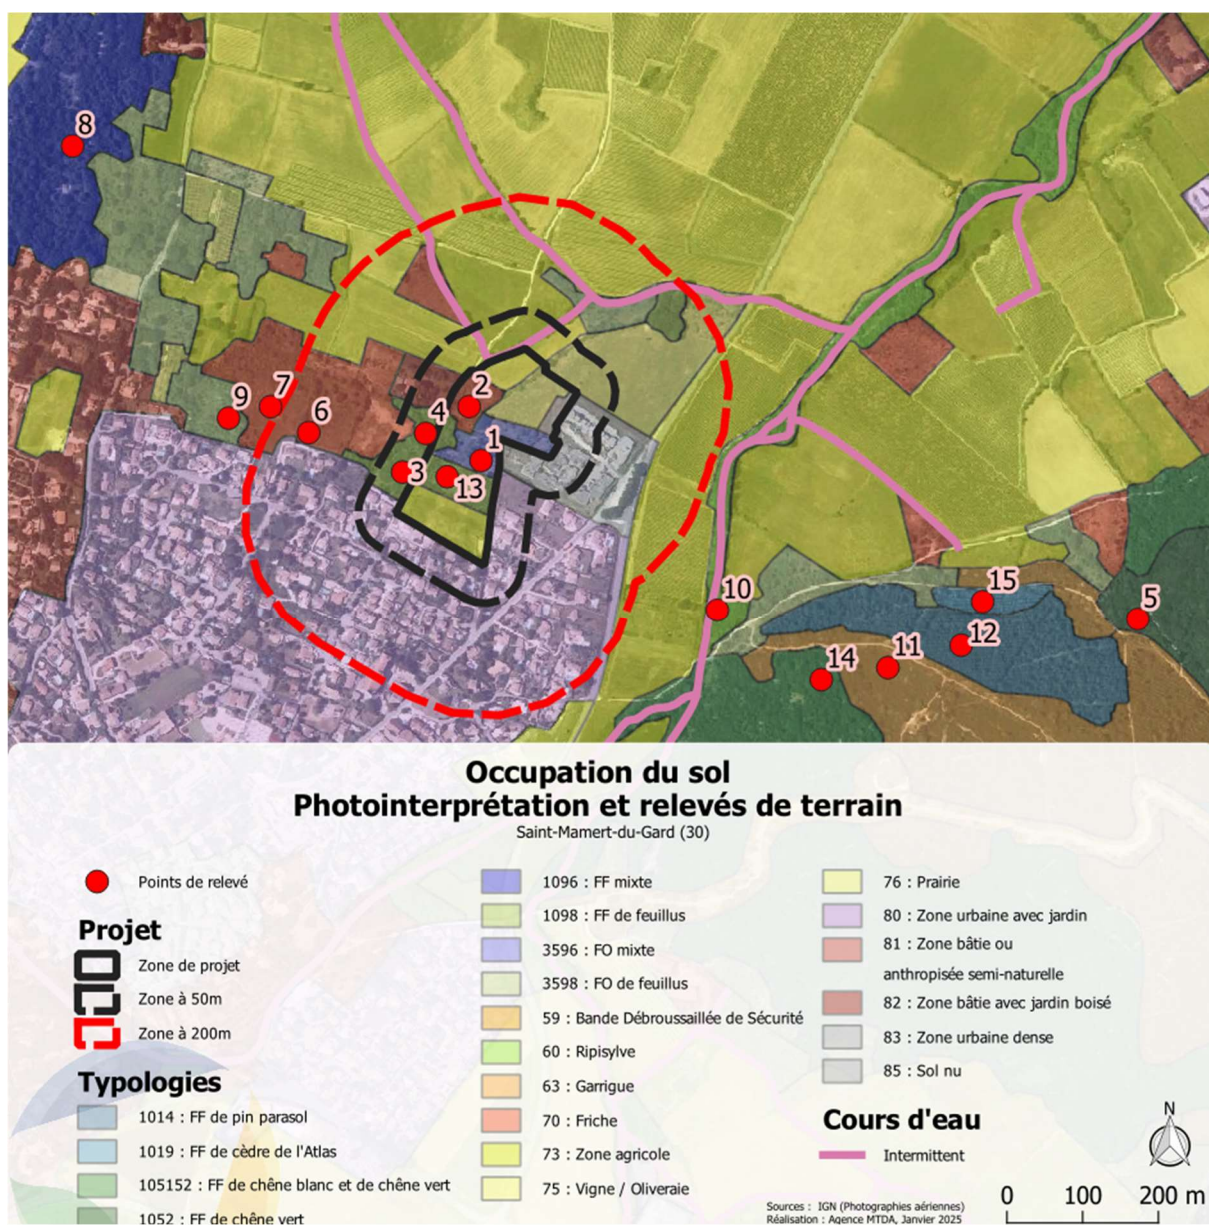 8
9
7
6
4
2
3
13
1
10
15
5
12
11
14
Occupation du sol
Photointerprétation et relevés de terrain
Saint-Mamert-du-Gard (30)
Points de relevé
Projet
Zone de projet
Zone à 50m
Zone à 200m
Typologies
1014 : FF de pin parasol
1019 : FF de cèdre de l'Atlas
105152 : FF de chêne blanc et de chêne vert
1052 : FF de chêne vert
1096 : FF mixte
1098 : FF de feuillus
3596 : FO mixte
3598 : FO de feuillus
59 : Bande Débroussaillée de Sécurité
60 : Ripisylve
63 : Garrigue
70 : Friche
73 : Zone agricole
75 : Vigne / Oliveraie
76 : Prairie
80 : Zone urbaine avec jardin
81 : Zone bâtie ou
anthropisée semi-naturelle
82 : Zone bâtie avec jardin boisé
83 : Zone urbaine dense
85 : Sol nu
Cours d'eau
Intermittent
N
0 100 200 m
Sources : IGN (Photographies aériennes)
Réalisation : Agence MTDA, Janvier 2025